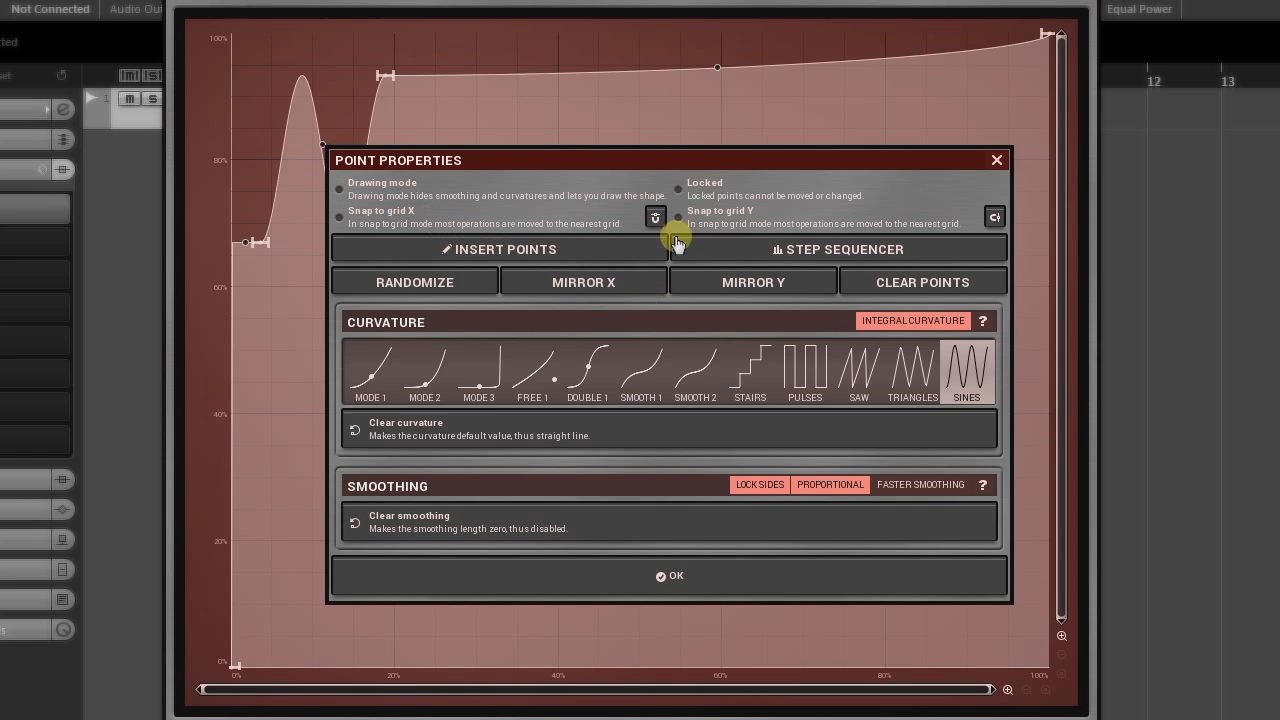 Not Connected
Audio Out
Equal Power
[m] [s]
1
m s
12
13
100%
80%
60%
40%
20%
0%
0%
20%
40%
60%
80%
100%
POINT PROPERTIES
Drawing mode
Drawing mode hides smoothing and curvatures and lets you draw the shape.
Locked
Locked points cannot be moved or changed.
Snap to grid X
In snap to grid mode most operations are moved to the nearest grid.
Snap to grid Y
In snap to grid mode most operations are moved to the nearest grid.
INSERT POINTS
STEP SEQUENCER
RANDOMIZE
MIRROR X
MIRROR Y
CLEAR POINTS
CURVATURE
INTEGRAL CURVATURE
?
MODE 1
MODE 2
MODE 3
FREE 1
DOUBLE 1
SMOOTH 1
SMOOTH 2
STAIRS
PULSES
SAW
TRIANGLES
SINES
Clear curvature
Makes the curvature default value, thus straight line.
SMOOTHING
LOCK SIDES
PROPORTIONAL
FASTER SMOOTHING
?
Clear smoothing
Makes the smoothing length zero, thus disabled.
OK